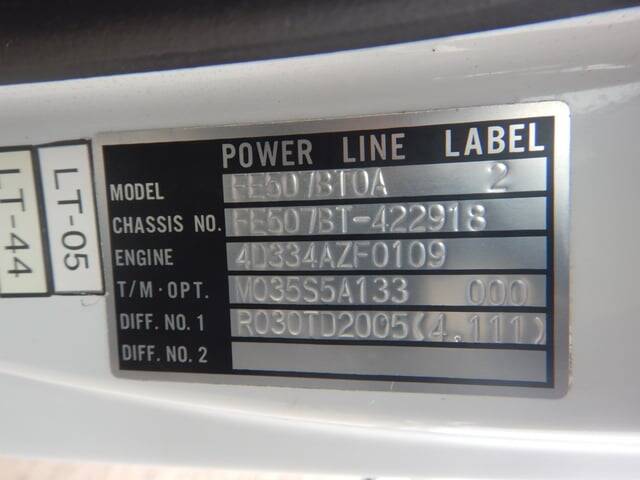 POWER LINE LABEL
MODEL FE507BT0A 2
CHASSIS NO. FE507BT-422918
ENGINE 4D334AZF0109
T/M·OPT. M035S5A133 000
DIFF. NO. 1 R030TD2005(4.111)
DIFF. NO. 2
LT-44
LT-05